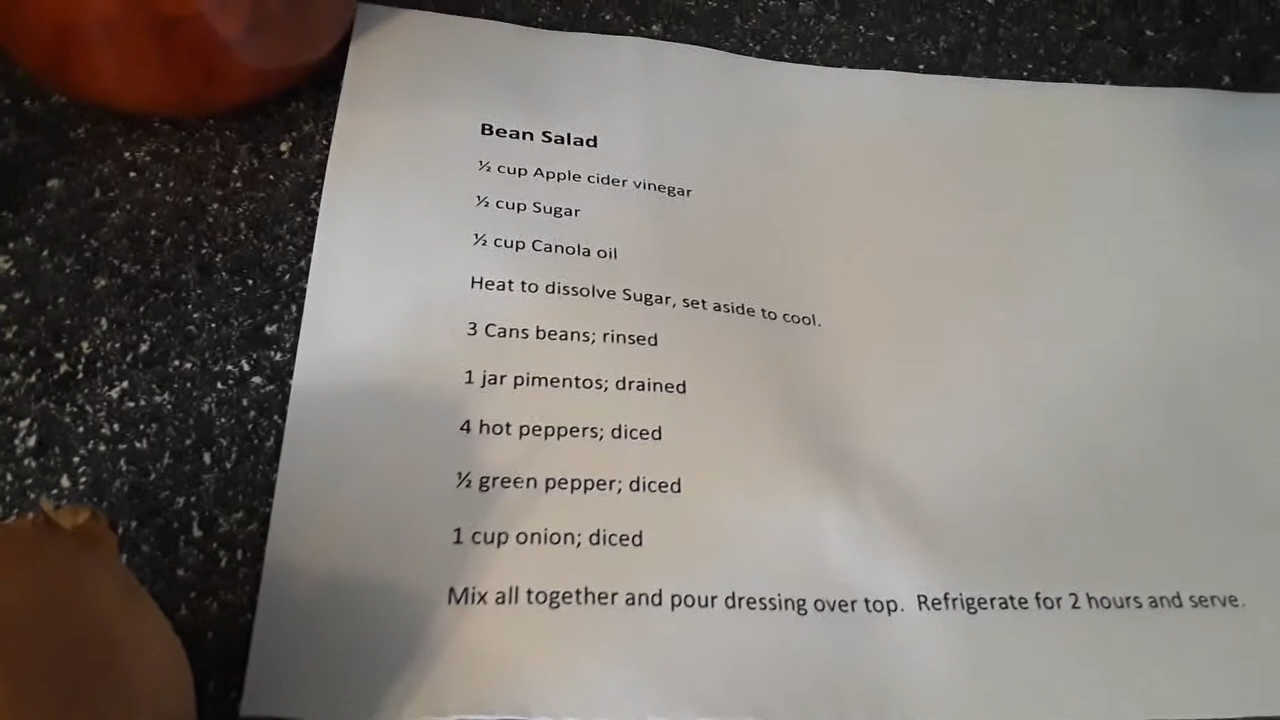 Bean Salad
½ cup Apple cider vinegar
½ cup Sugar
½ cup Canola oil
Heat to dissolve Sugar, set aside to cool.
3 Cans beans; rinsed
1 jar pimentos; drained
4 hot peppers; diced
½ green pepper; diced
1 cup onion; diced
Mix all together and pour dressing over top.  Refrigerate for 2 hours and serve.